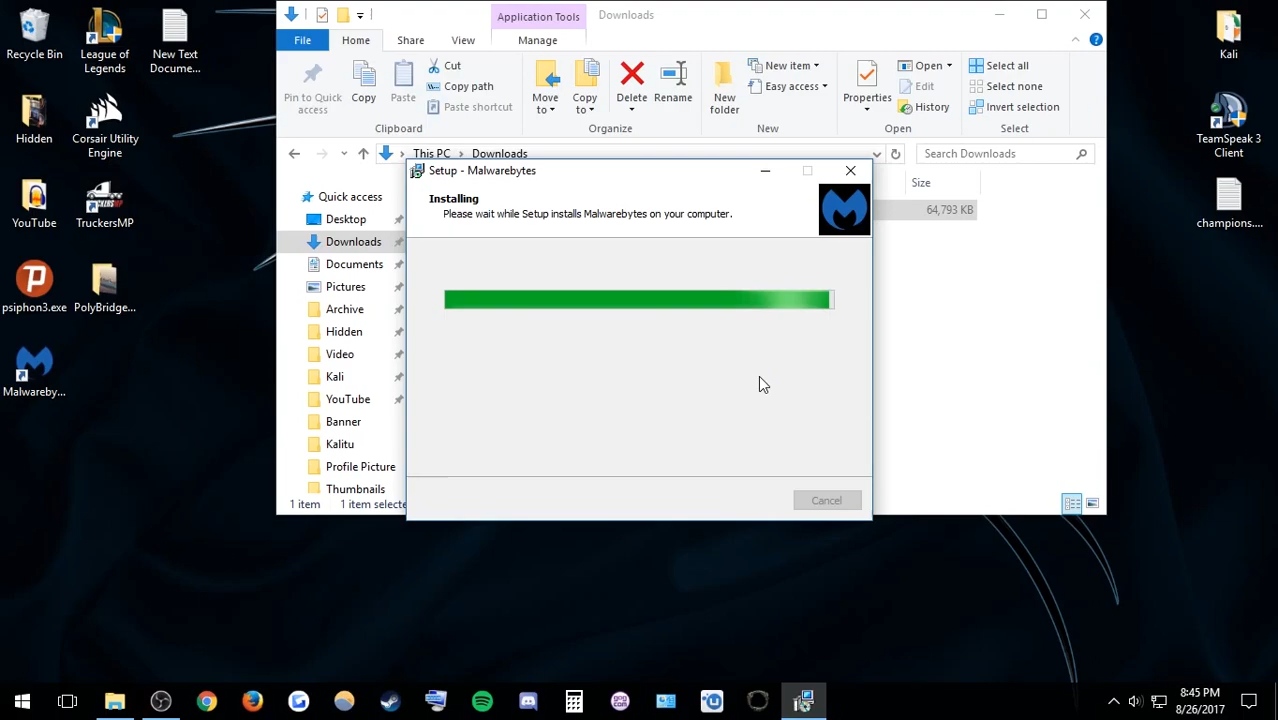 Recycle Bin
League of
Legends
New Text
Docume...
Hidden
Corsair Utility
Engine
YouTube
TruckersMP
psiphon3.exe
PolyBridge...
Malwareby...
Application Tools
Downloads
File
Home
Share
View
Manage
Pin to Quick
access
Copy
Paste
Cut
Copy path
Paste shortcut
Clipboard
Move
to
Copy
to
Delete
Rename
Organize
New
folder
New item
Easy access
New
Properties
Open
Edit
History
Open
Select all
Select none
Invert selection
Select
This PC
Downloads
Search Downloads
Size
64,793 KB
Quick access
Desktop
Downloads
Documents
Pictures
Archive
Hidden
Video
Kali
YouTube
Banner
Kalitu
Profile Picture
Thumbnails
1 item
1 item selecte
Setup - Malwarebytes
Installing
Please wait while Setup installs Malwarebytes on your computer.
Cancel
Kali
TeamSpeak 3
Client
champions....
gog
com
8:45 PM
8/26/2017